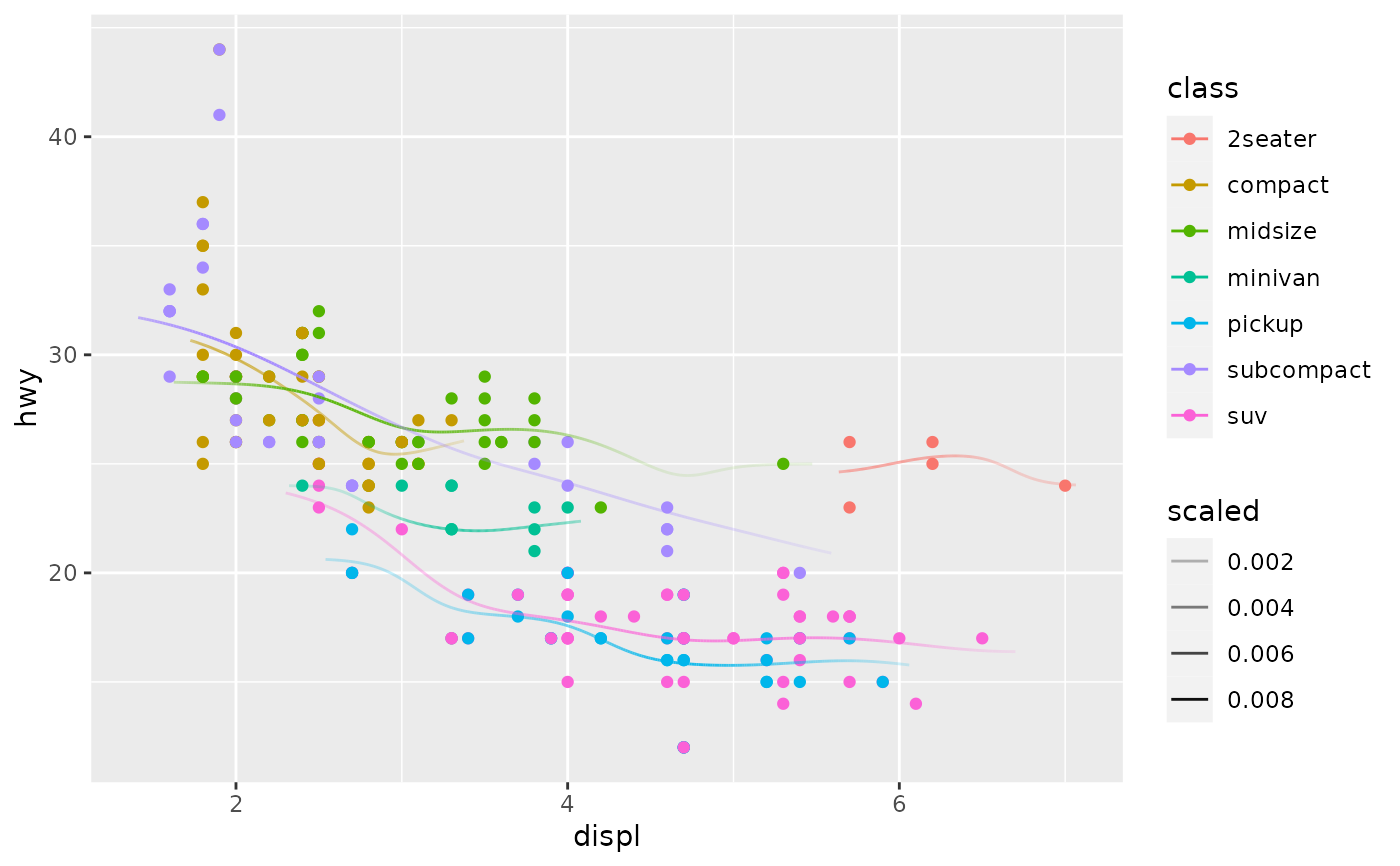 40
30
20
hwy
2
4
6
displ
class
2seater
compact
midsize
minivan
pickup
subcompact
suv
scaled
0.002
0.004
0.006
0.008